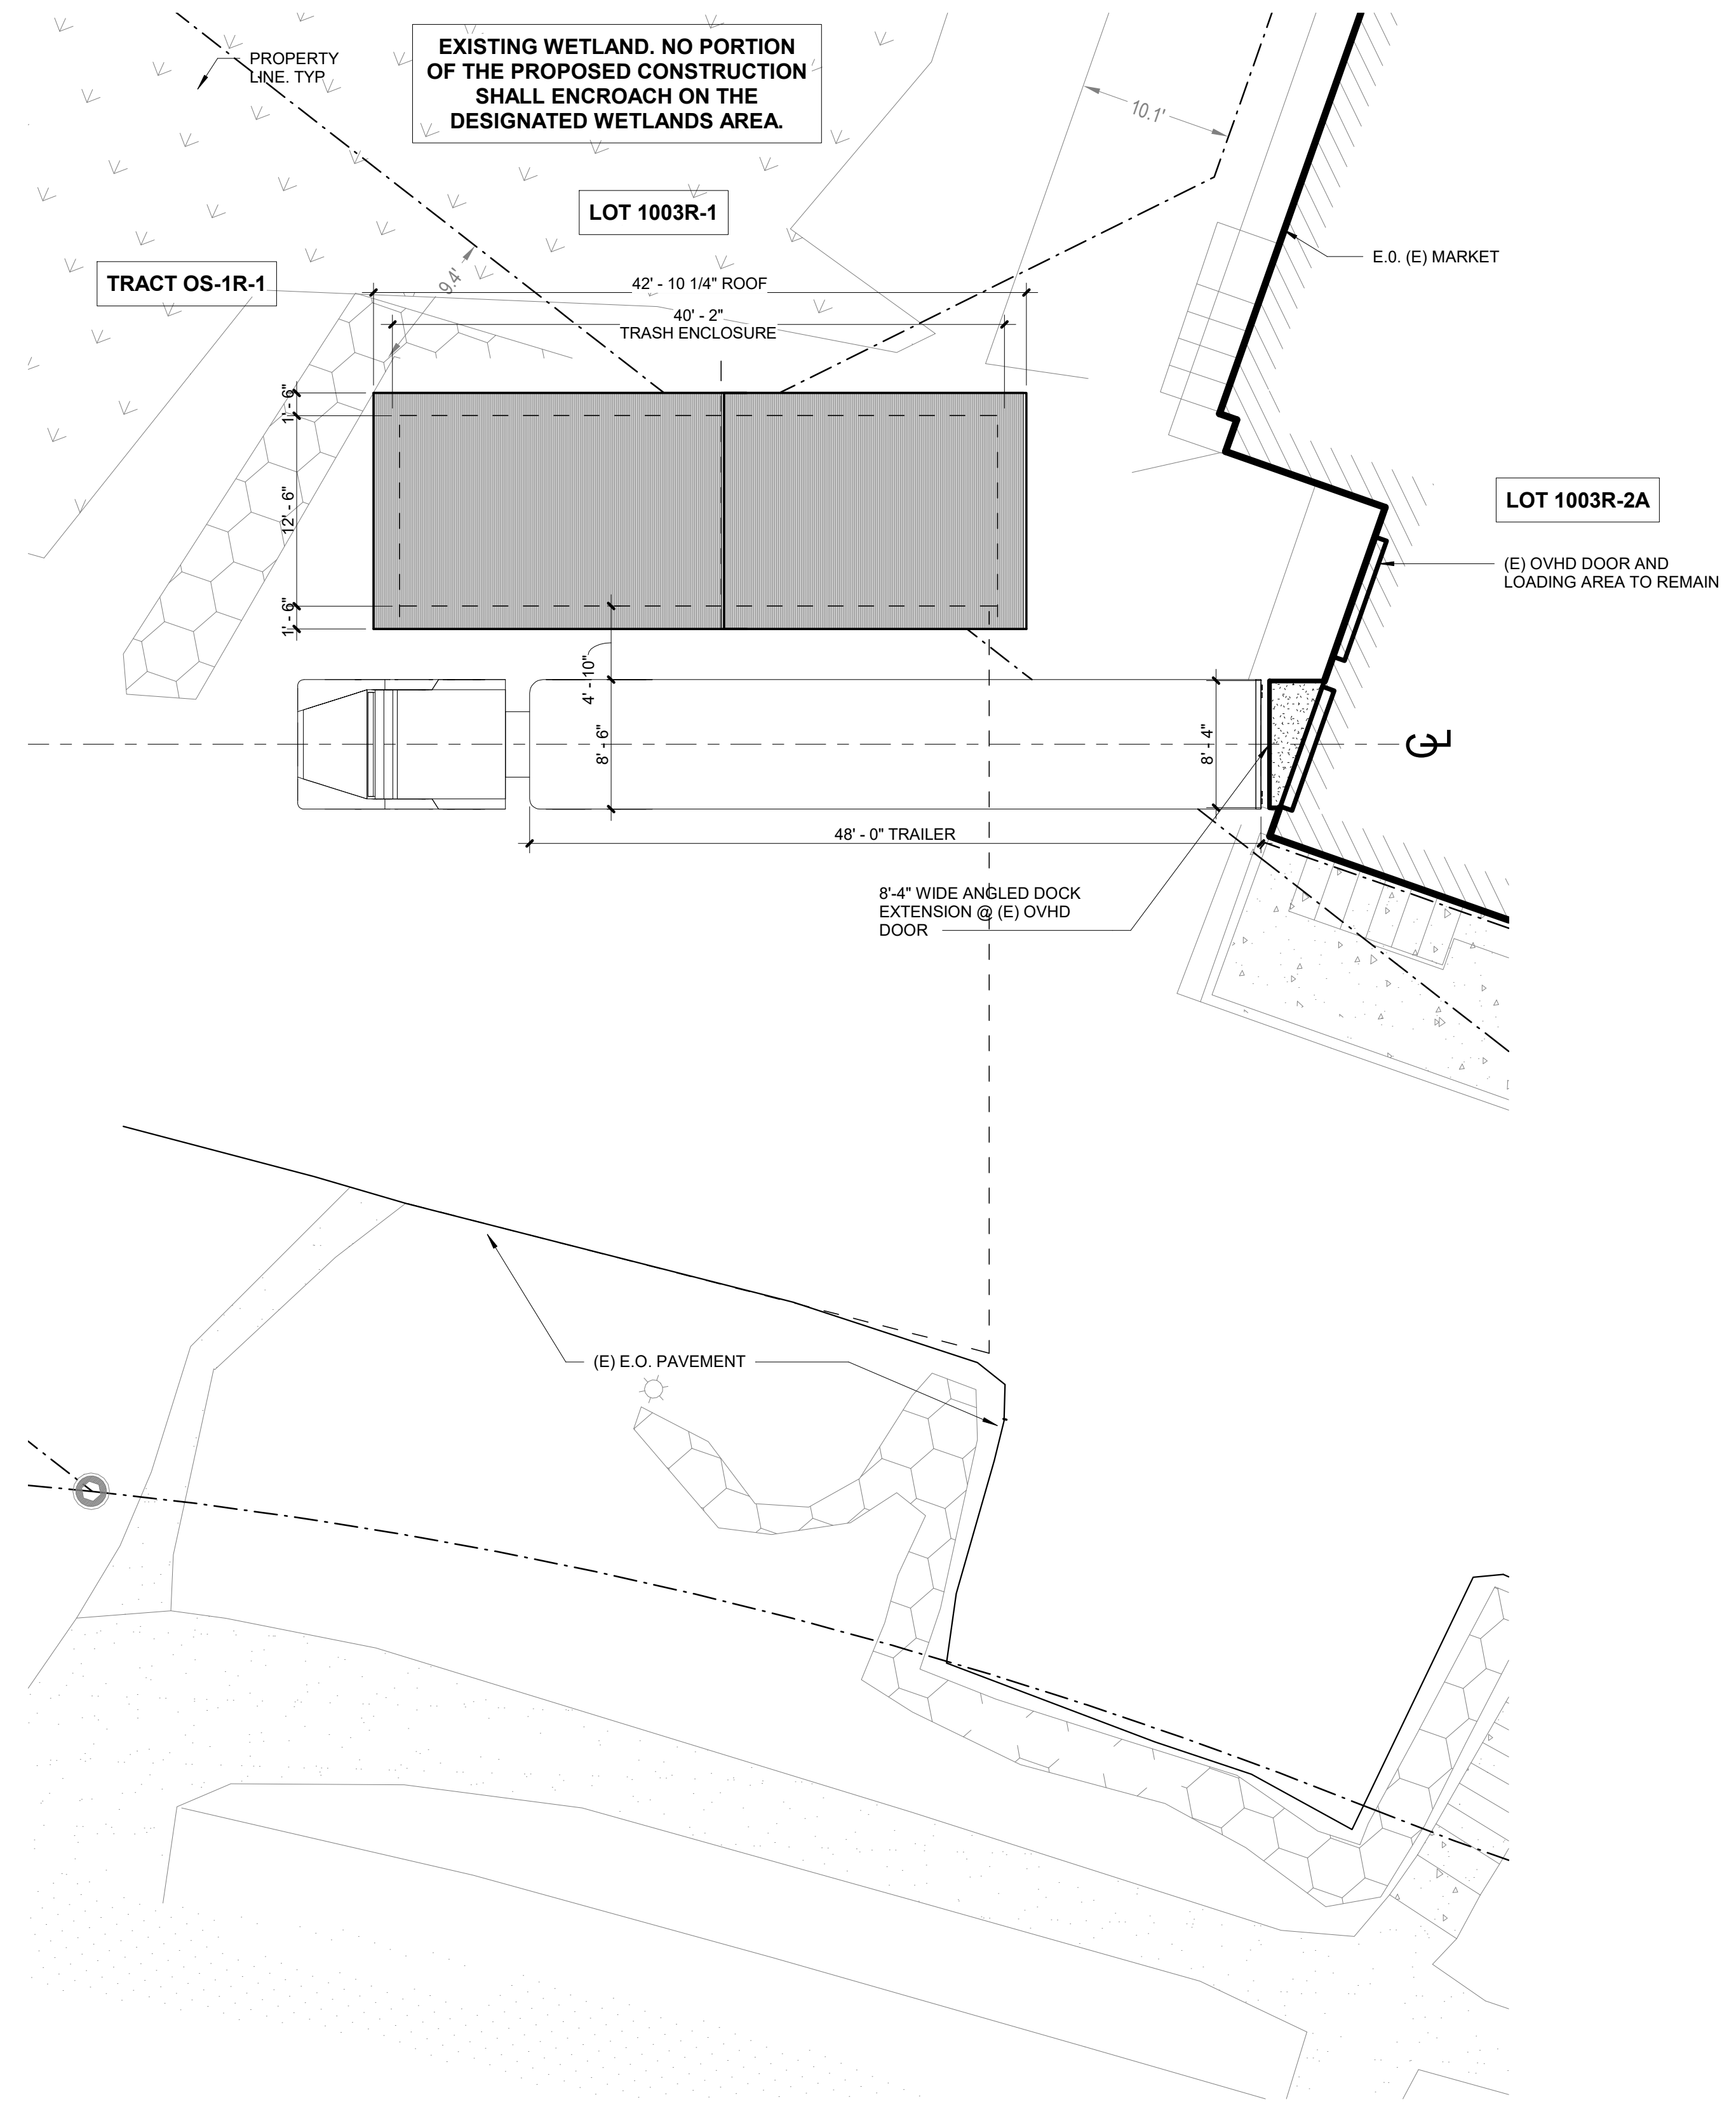 EXISTING WETLAND. NO PORTION
OF THE PROPOSED CONSTRUCTION
SHALL ENCROACH ON THE
DESIGNATED WETLANDS AREA.
PROPERTY
LINE. TYP
10.1'
LOT 1003R-1
E.0. (E) MARKET
TRACT OS-1R-1
9.4'
42' - 10 1/4" ROOF
40' - 2"
TRASH ENCLOSURE
1' - 6"
12' - 6"
1' - 6"
LOT 1003R-2A
(E) OVHD DOOR AND
LOADING AREA TO REMAIN
4' - 10"
8' - 6"
8' - 4"
CL
48' - 0" TRAILER
8'-4" WIDE ANGLED DOCK
EXTENSION @ (E) OVHD
DOOR
(E) E.O. PAVEMENT